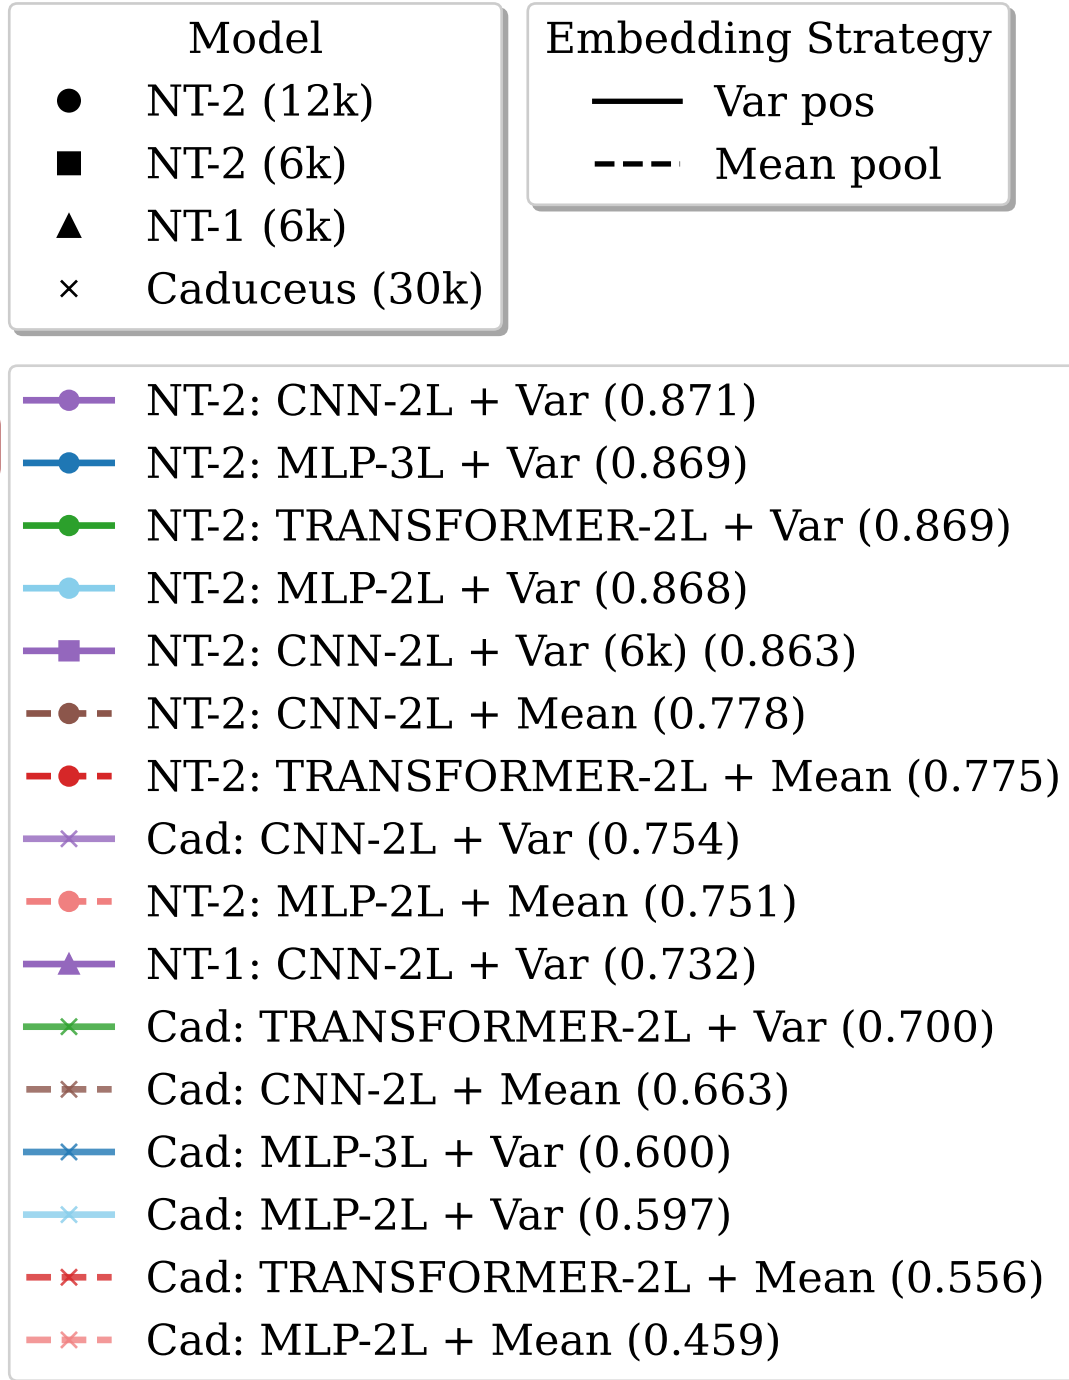 Model
NT-2 (12k)
NT-2 (6k)
NT-1 (6k)
Caduceus (30k)
Embedding Strategy
Var pos
Mean pool
NT-2: CNN-2L + Var (0.871)
NT-2: MLP-3L + Var (0.869)
NT-2: TRANSFORMER-2L + Var (0.869)
NT-2: MLP-2L + Var (0.868)
NT-2: CNN-2L + Var (6k) (0.863)
NT-2: CNN-2L + Mean (0.778)
NT-2: TRANSFORMER-2L + Mean (0.775)
Cad: CNN-2L + Var (0.754)
NT-2: MLP-2L + Mean (0.751)
NT-1: CNN-2L + Var (0.732)
Cad: TRANSFORMER-2L + Var (0.700)
Cad: CNN-2L + Mean (0.663)
Cad: MLP-3L + Var (0.600)
Cad: MLP-2L + Var (0.597)
Cad: TRANSFORMER-2L + Mean (0.556)
Cad: MLP-2L + Mean (0.459)